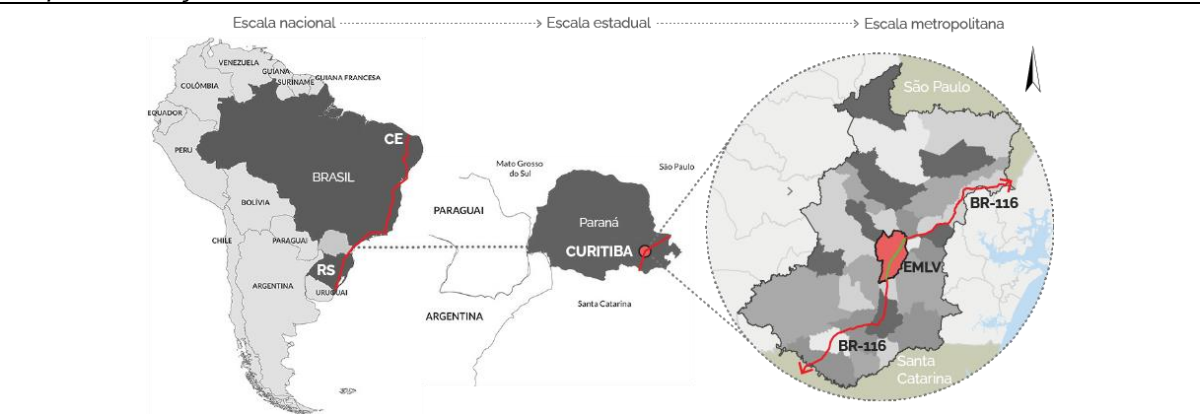 Escala nacional
Escala estadual
Escala metropolitana
VENEZUELA
GUIANA
SURINAME
GUIANA FRANCESA
COLÔMBIA
EQUADOR
PERU
CE
BRASIL
BOLÍVIA
CHILE
PARAGUAI
RS
ARGENTINA
URUGUAI
Mato Grosso
do Sul
São Paulo
PARAGUAI
Paraná
CURITIBA
Santa Catarina
ARGENTINA
São Paulo
BR-116
EMLV
BR-116
Santa
Catarina